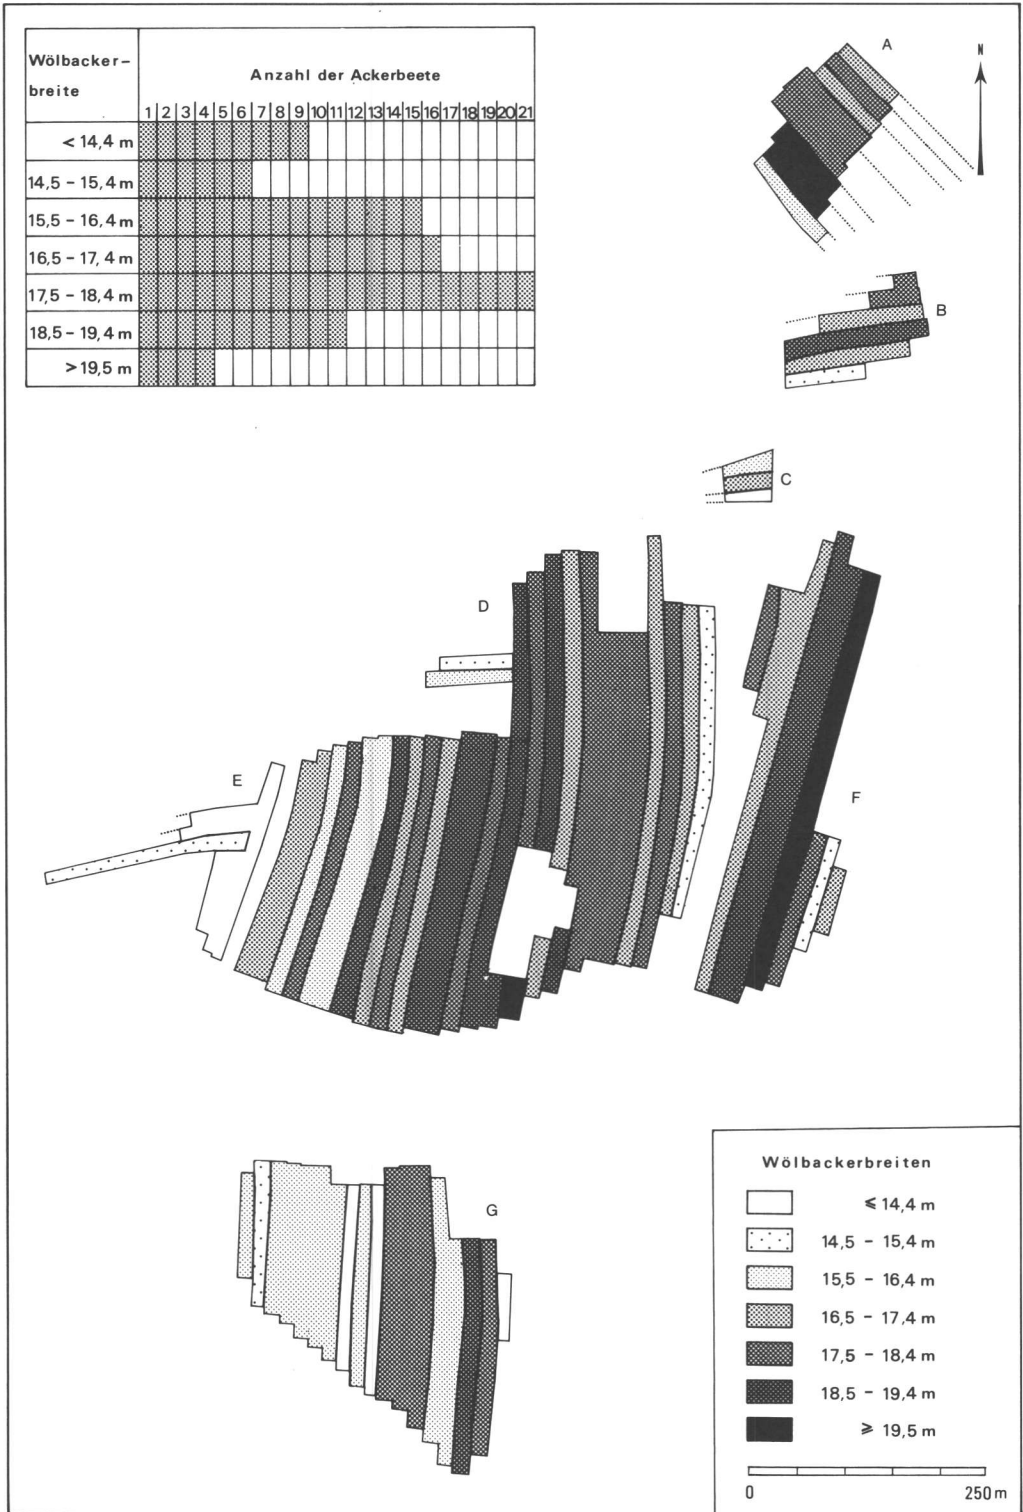 Wölbacker-
breite
Anzahl der Ackerbeete
1 2 3 4 5 6 7 8 9 10 11 12 13 14 15 16 17 18 19 20 21
< 14,4 m
14,5 - 15,4 m
15,5 - 16,4 m
16,5 - 17,4 m
17,5 - 18,4 m
18,5 - 19,4 m
> 19,5 m
A
N
B
C
D
E
F
G
Wölbackerbreiten
⩽ 14,4 m
14,5 - 15,4 m
15,5 - 16,4 m
16,5 - 17,4 m
17,5 - 18,4 m
18,5 - 19,4 m
⩾ 19,5 m
0 250 m